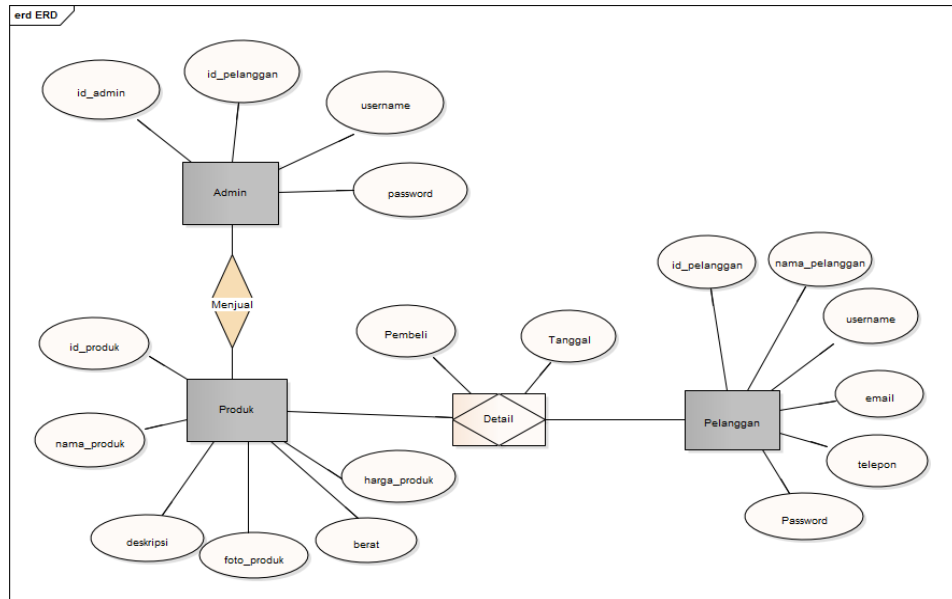 erd ERD
id_admin
id_pelanggan
username
password
Admin
Menjual
id_produk
nama_produk
Produk
deskripsi
foto_produk
berat
harga_produk
Pembeli
Tanggal
Detail
id_pelanggan
nama_pelanggan
username
email
telepon
Password
Pelanggan